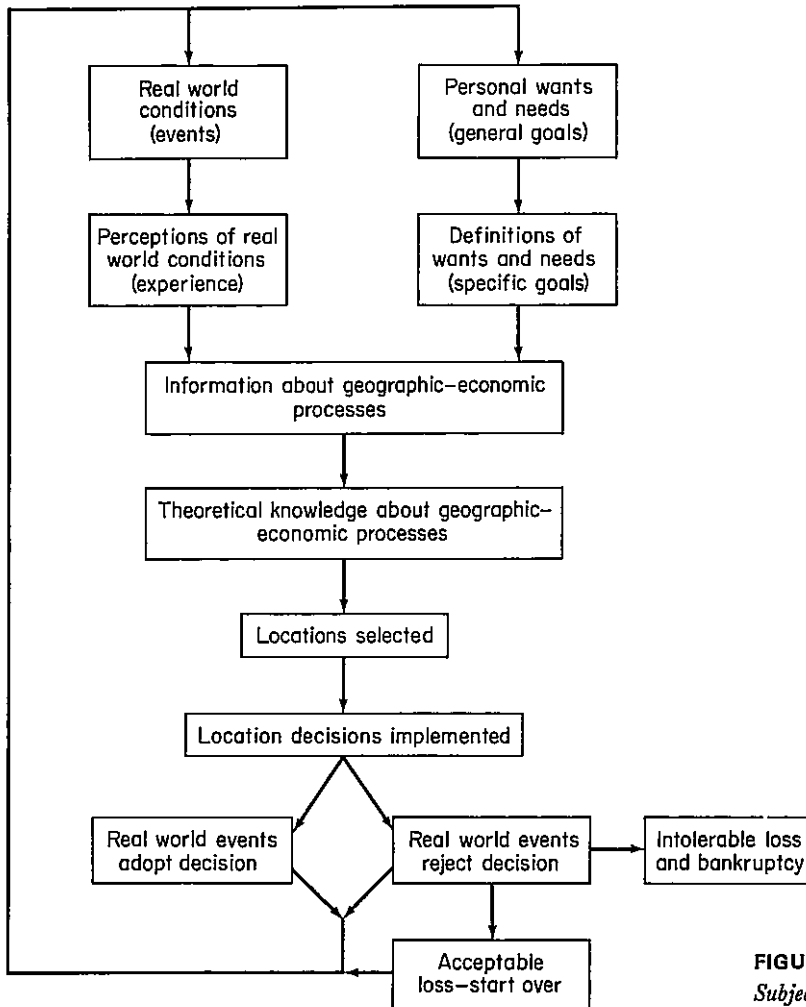 Real world
conditions
(events)
Personal wants
and needs
(general goals)
Perceptions of real
world conditions
(experience)
Definitions of
wants and needs
(specific goals)
Information about geographic-economic
processes
Theoretical knowledge about geographic-
economic processes
Locations selected
Location decisions implemented
Real world events
adopt decision
Real world events
reject decision
Intolerable loss
and bankruptcy
Acceptable
loss-start over